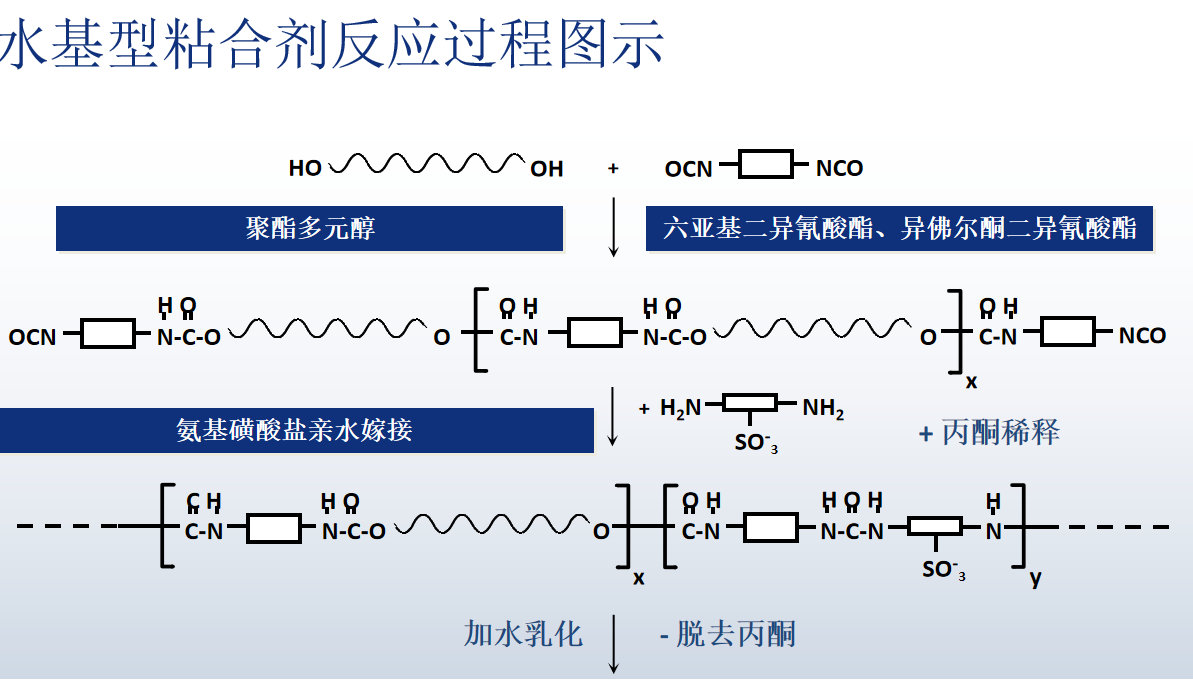 水基型粘合剂反应过程图示
HO OH + OCN NCO
聚酯多元醇 六亚基二异氰酸酯、异佛尔酮二异氰酸酯
H O O H H O O H
OCN N-C-O O C-N N-C-O O C-N NCO
x
+ H₂N NH₂
SO⁻₃
氨基磺酸盐亲水嫁接 + 丙酮稀释
C H H O O H H O H H
C-N N-C-O O C-N N-C-N N
SO⁻₃
x y
加水乳化 - 脱去丙酮